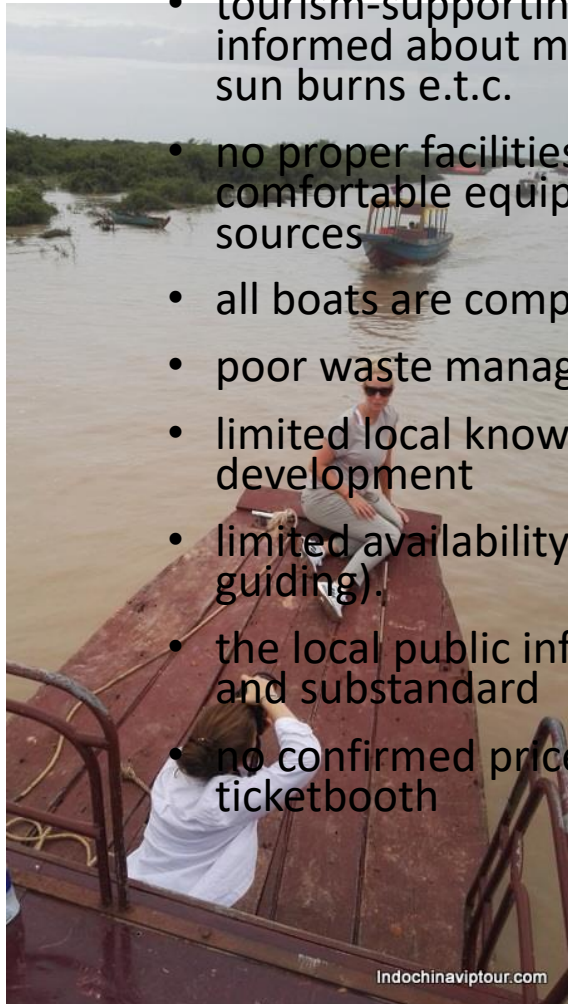 • tourism-supporting
informed about m
sun burns e.t.c.
• no proper facilities
comfortable equip
sources
• all boats are comp
• poor waste manag
• limited local know
development
• limited availability
guiding).
• the local public inf
and substandard
• no confirmed price
ticketbooth
Indochinaviptour.com